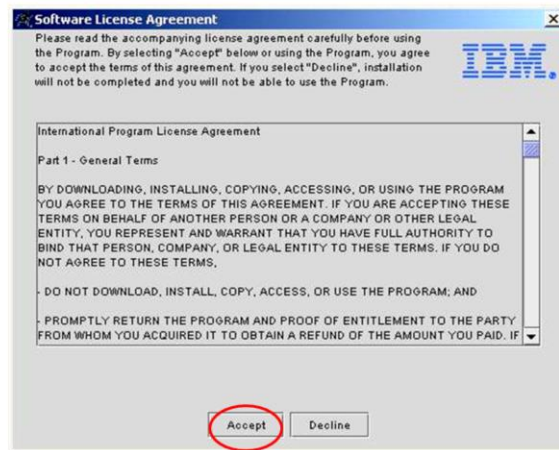 Software License Agreement
Please read the accompanying license agreement carefully before using
the Program. By selecting "Accept" below or using the Program, you agree
to accept the terms of this agreement. If you select "Decline", installation
will not be completed and you will not be able to use the Program.
IBM.
International Program License Agreement
Part 1 - General Terms
BY DOWNLOADING, INSTALLING, COPYING, ACCESSING, OR USING THE PROGRAM
YOU AGREE TO THE TERMS OF THIS AGREEMENT. IF YOU ARE ACCEPTING THESE
TERMS ON BEHALF OF ANOTHER PERSON OR A COMPANY OR OTHER LEGAL
ENTITY, YOU REPRESENT AND WARRANT THAT YOU HAVE FULL AUTHORITY TO
BIND THAT PERSON, COMPANY, OR LEGAL ENTITY TO THESE TERMS. IF YOU DO
NOT AGREE TO THESE TERMS,
- DO NOT DOWNLOAD, INSTALL, COPY, ACCESS, OR USE THE PROGRAM; AND
- PROMPTLY RETURN THE PROGRAM AND PROOF OF ENTITLEMENT TO THE PARTY
FROM WHOM YOU ACQUIRED IT TO OBTAIN A REFUND OF THE AMOUNT YOU PAID. IF
Accept Decline